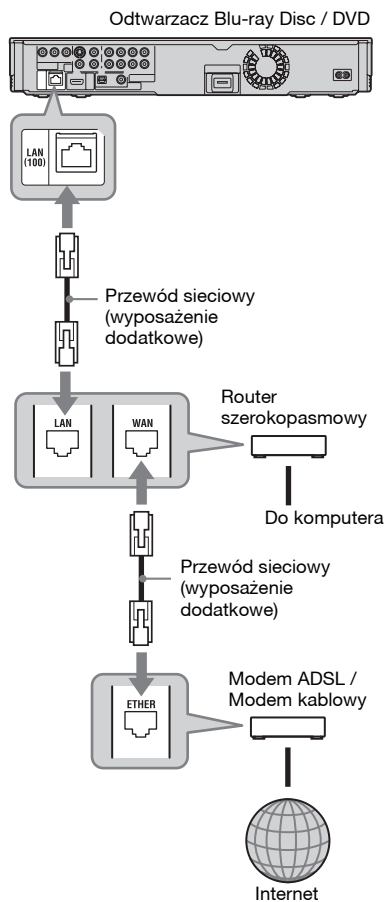 Odtwarzacz Blu-ray Disc / DVD
LAN
(100)
Przewód sieciowy
(wyposażenie
dodatkowe)
LAN
WAN
Router
szerokopasmowy
Do komputera
Przewód sieciowy
(wyposażenie
dodatkowe)
ETHER
Modem ADSL /
Modem kablowy
Internet